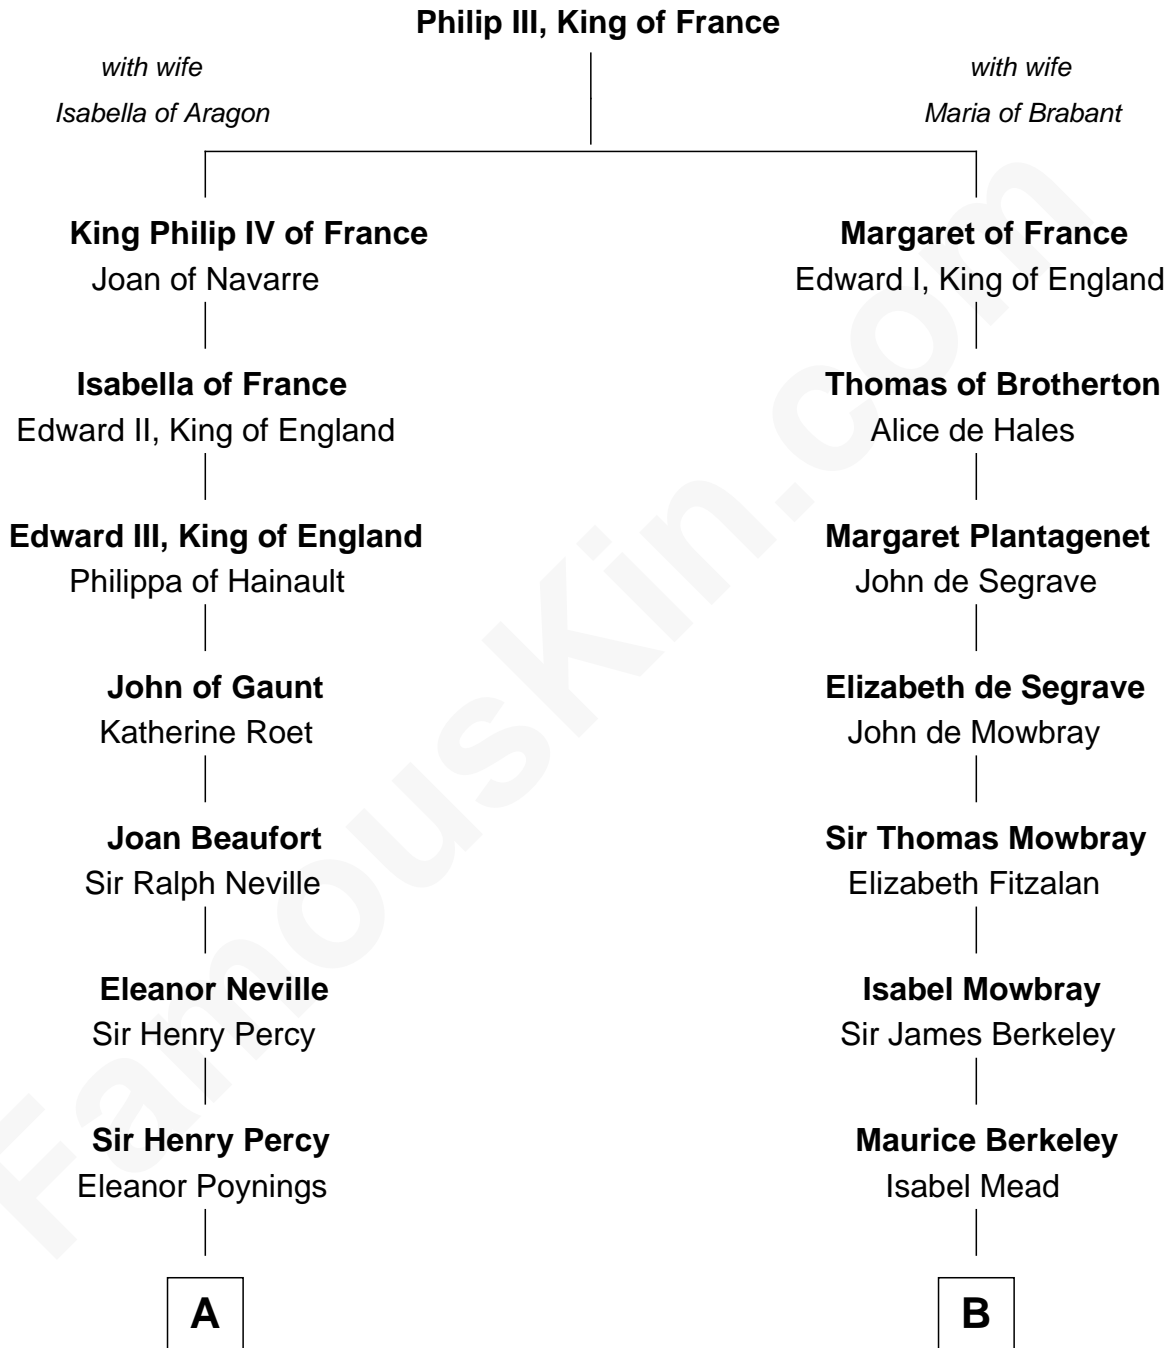 Philip III, King of France
with wife
Isabella of Aragon
with wife
Maria of Brabant
King Philip IV of France
Joan of Navarre
Margaret of France
Edward I, King of England
Isabella of France
Edward II, King of England
Thomas of Brotherton
Alice de Hales
Edward III, King of England
Philippa of Hainault
Margaret Plantagenet
John de Segrave
John of Gaunt
Katherine Roet
Elizabeth de Segrave
John de Mowbray
Joan Beaufort
Sir Ralph Neville
Sir Thomas Mowbray
Elizabeth Fitzalan
Eleanor Neville
Sir Henry Percy
Isabel Mowbray
Sir James Berkeley
Sir Henry Percy
Eleanor Poynings
Maurice Berkeley
Isabel Mead
A
B
FamousKin.com